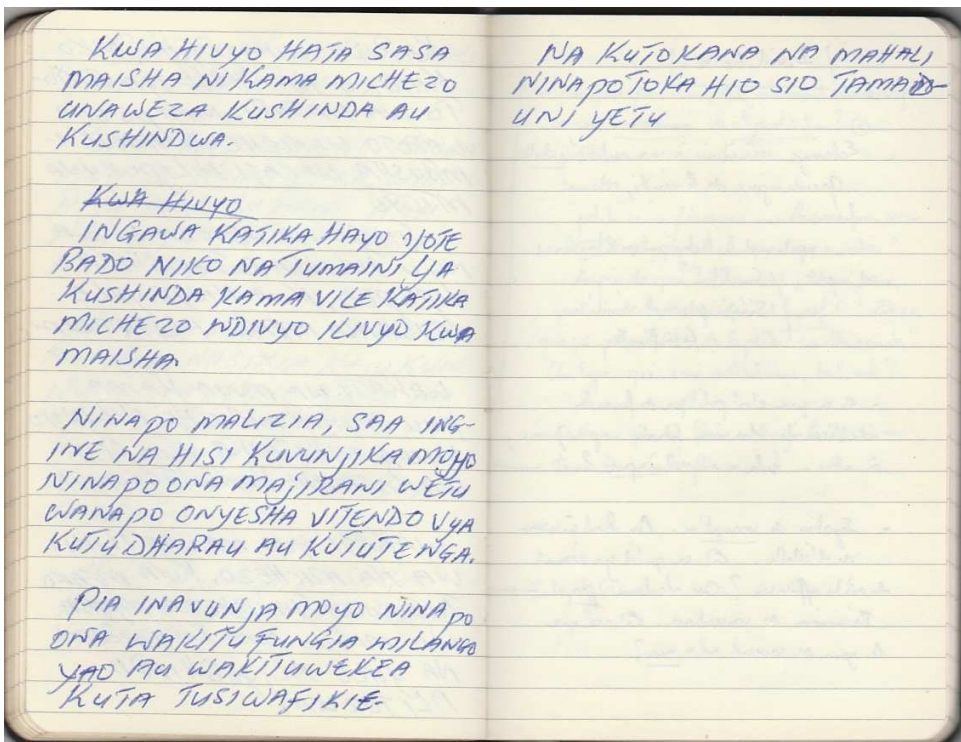 KWA HIVYO HATA SASA
MAISHA NI KAMA MICHEZO
UNAWEZA KUSHINDA AU
KUSHINDWA.
KWA HIVYO
INGAWA KATIKA HAYO YOTE
BADO NIKO NA TUMAINI YA
KUSHINDA KAMA VILE KATIKA
MICHEZO NDIVYO ILIVYO KWA
MAISHA.
NINAPO MALIZIA, SAA ING-
INE NA HISI KUVUNJIKA MOYO
NINAPOONA MAJIRANI WETU
WANAPO ONYESHA VITENDO VYA
KUTUDHARAU AU KUTUTENGA.
PIA INAVUNJA MOYO NINAPO
ONA WAKITUFUNGIA MILANGO
YAO AU WAKITUWEKEA
KUTA TUSIWAFIKIE.
NA KUTOKANA NA MAHALI
NINAPOTOKA HIO SIO TAMAD-
UNI YETU